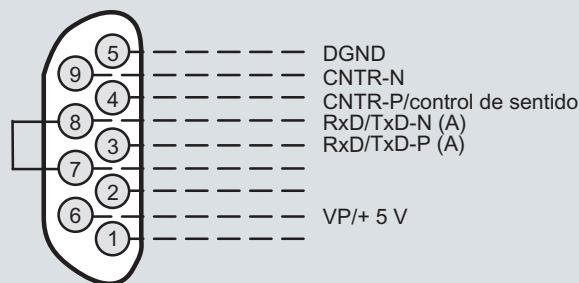 5
DGND
9
CNTR-N
4
CNTR-P/control de sentido
8
RxD/TxD-N (A)
3
RxD/TxD-P (A)
7
2
6
VP/+ 5 V
1